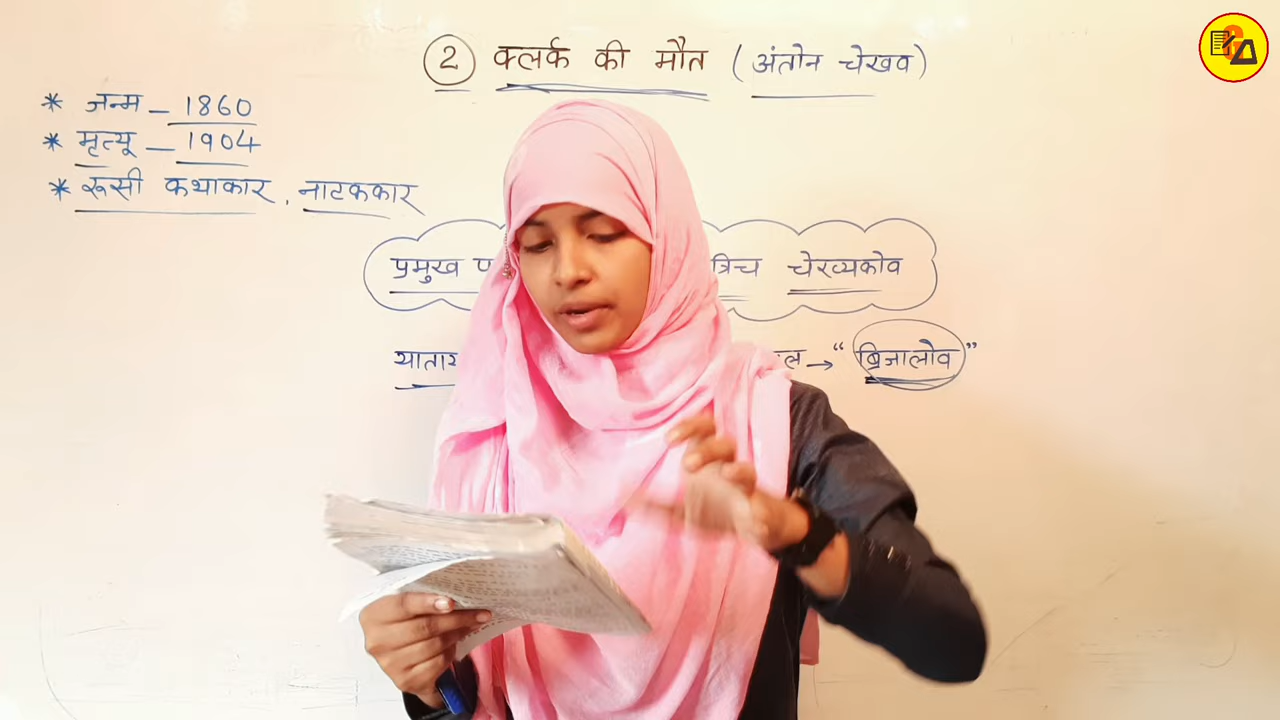 2 क्लर्क की मौत (अंतोन चेखव)
* जन्म – 1860
* मृत्यू – 1904
* रूसी कथाकार, नाटककार
प्रमुख त्रिच चेरव्यकोव
याताय ल → “ब्रिजालोव”